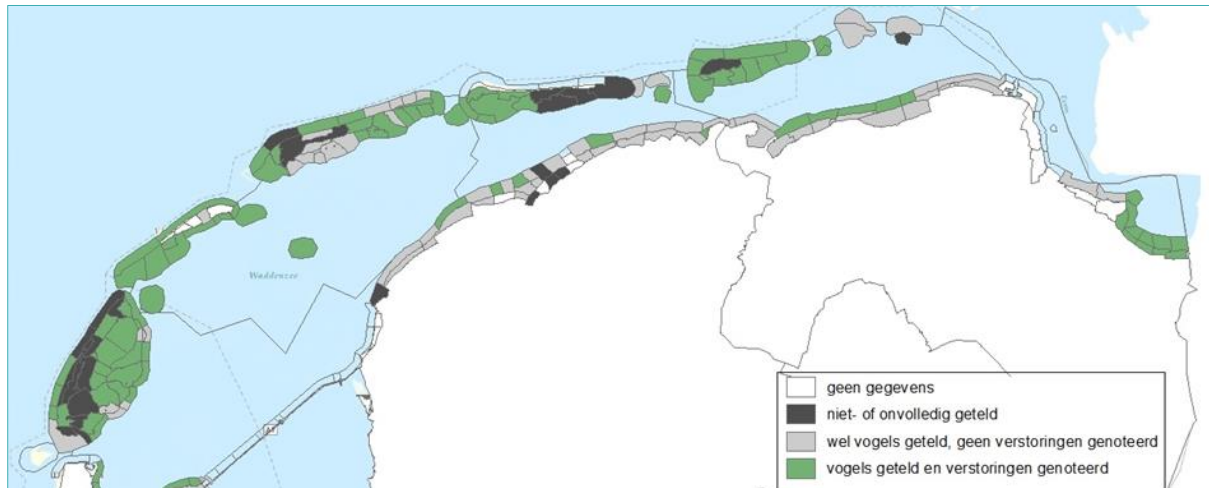 Waddenzee
geen gegevens
niet- of onvolledig geteld
wel vogels geteld, geen verstoringen genoteerd
vogels geteld en verstoringen genoteerd